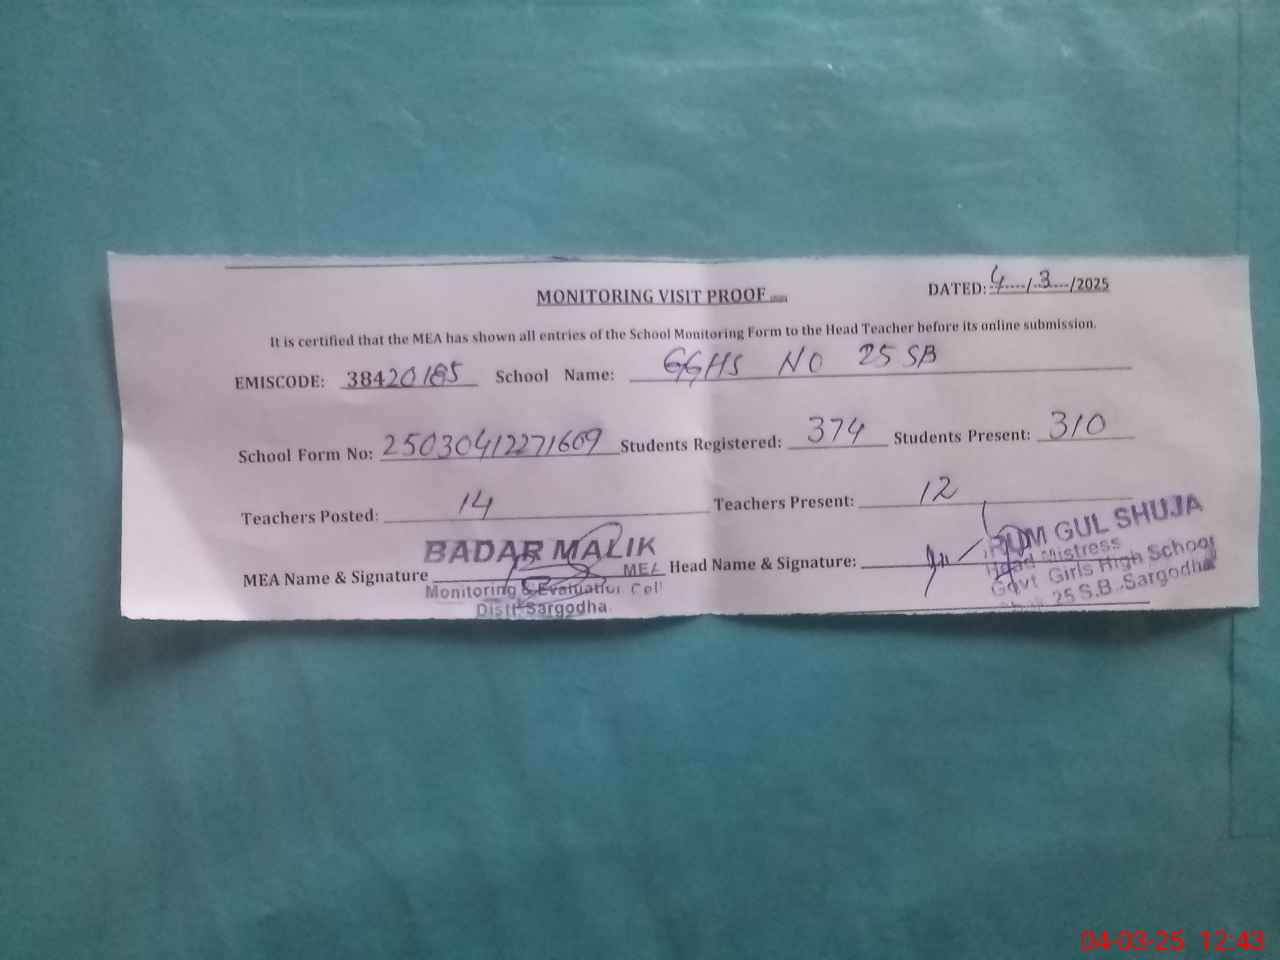 MONITORING VISIT PROOF
DATED: 4/3/2025
It is certified that the MEA has shown all entries of the School Monitoring Form to the Head Teacher before its online submission.
EMISCODE: 38420185 School Name: GGHS NO 25 SB
School Form No: 25030412271609 Students Registered: 374 Students Present: 310
Teachers Posted: 14 Teachers Present: 12
MEA Name & Signature Head Name & Signature:
BADAR MALIK
MEA
Monitoring & Evaluation Cell
Distt. Sargodha
IRUM GUL SHUJA
Head Mistress
Govt Girls High School
25 S.B. Sargodha
04-03-25 12:43